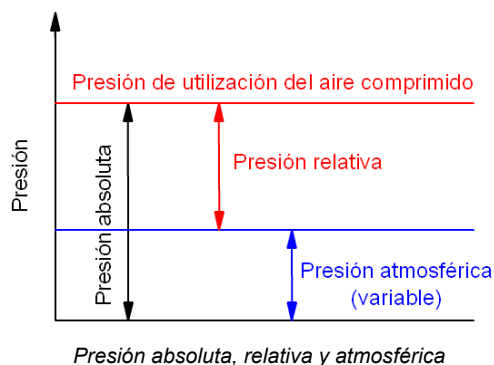 Presión de utilización del aire comprimido
Presión
Presión absoluta
Presión relativa
Presión atmosférica
(variable)
Presión absoluta, relativa y atmosférica